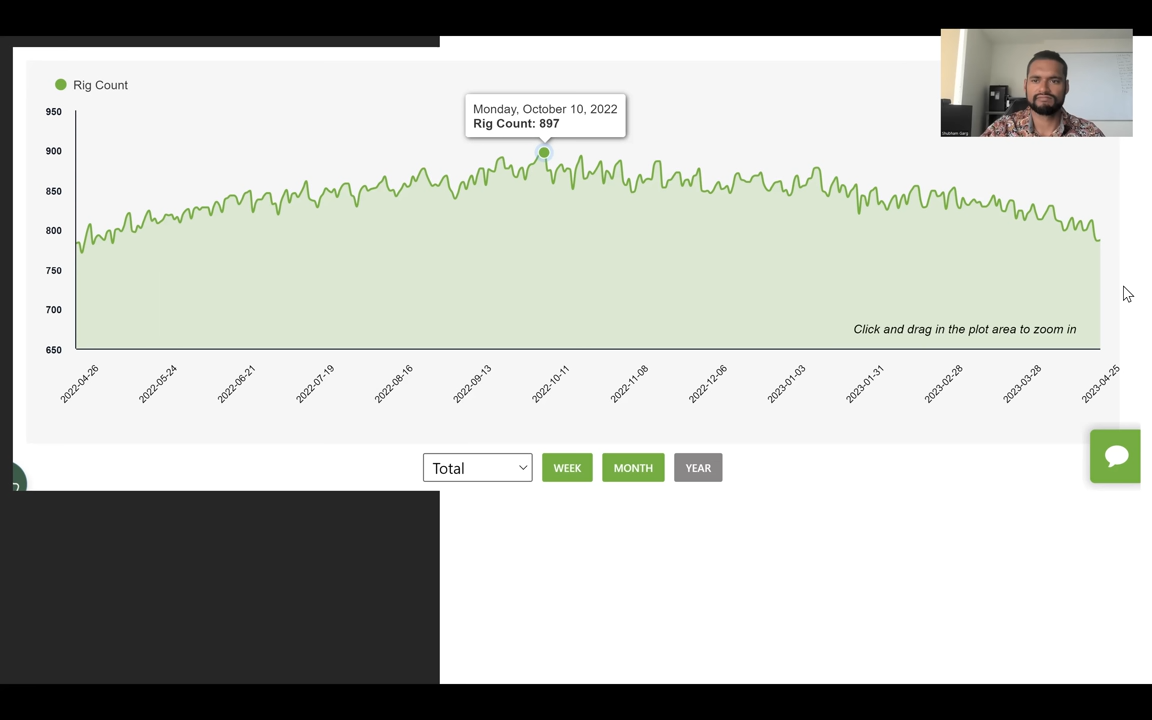 Rig Count
Monday, October 10, 2022
Rig Count: 897
950
900
850
800
750
700
650
Click and drag in the plot area to zoom in
2022-04-26
2022-05-24
2022-06-21
2022-07-19
2022-08-16
2022-09-13
2022-10-11
2022-11-08
2022-12-06
2023-01-03
2023-01-31
2023-02-28
2023-03-28
2023-04-25
Total
WEEK
MONTH
YEAR
Shubham Garg